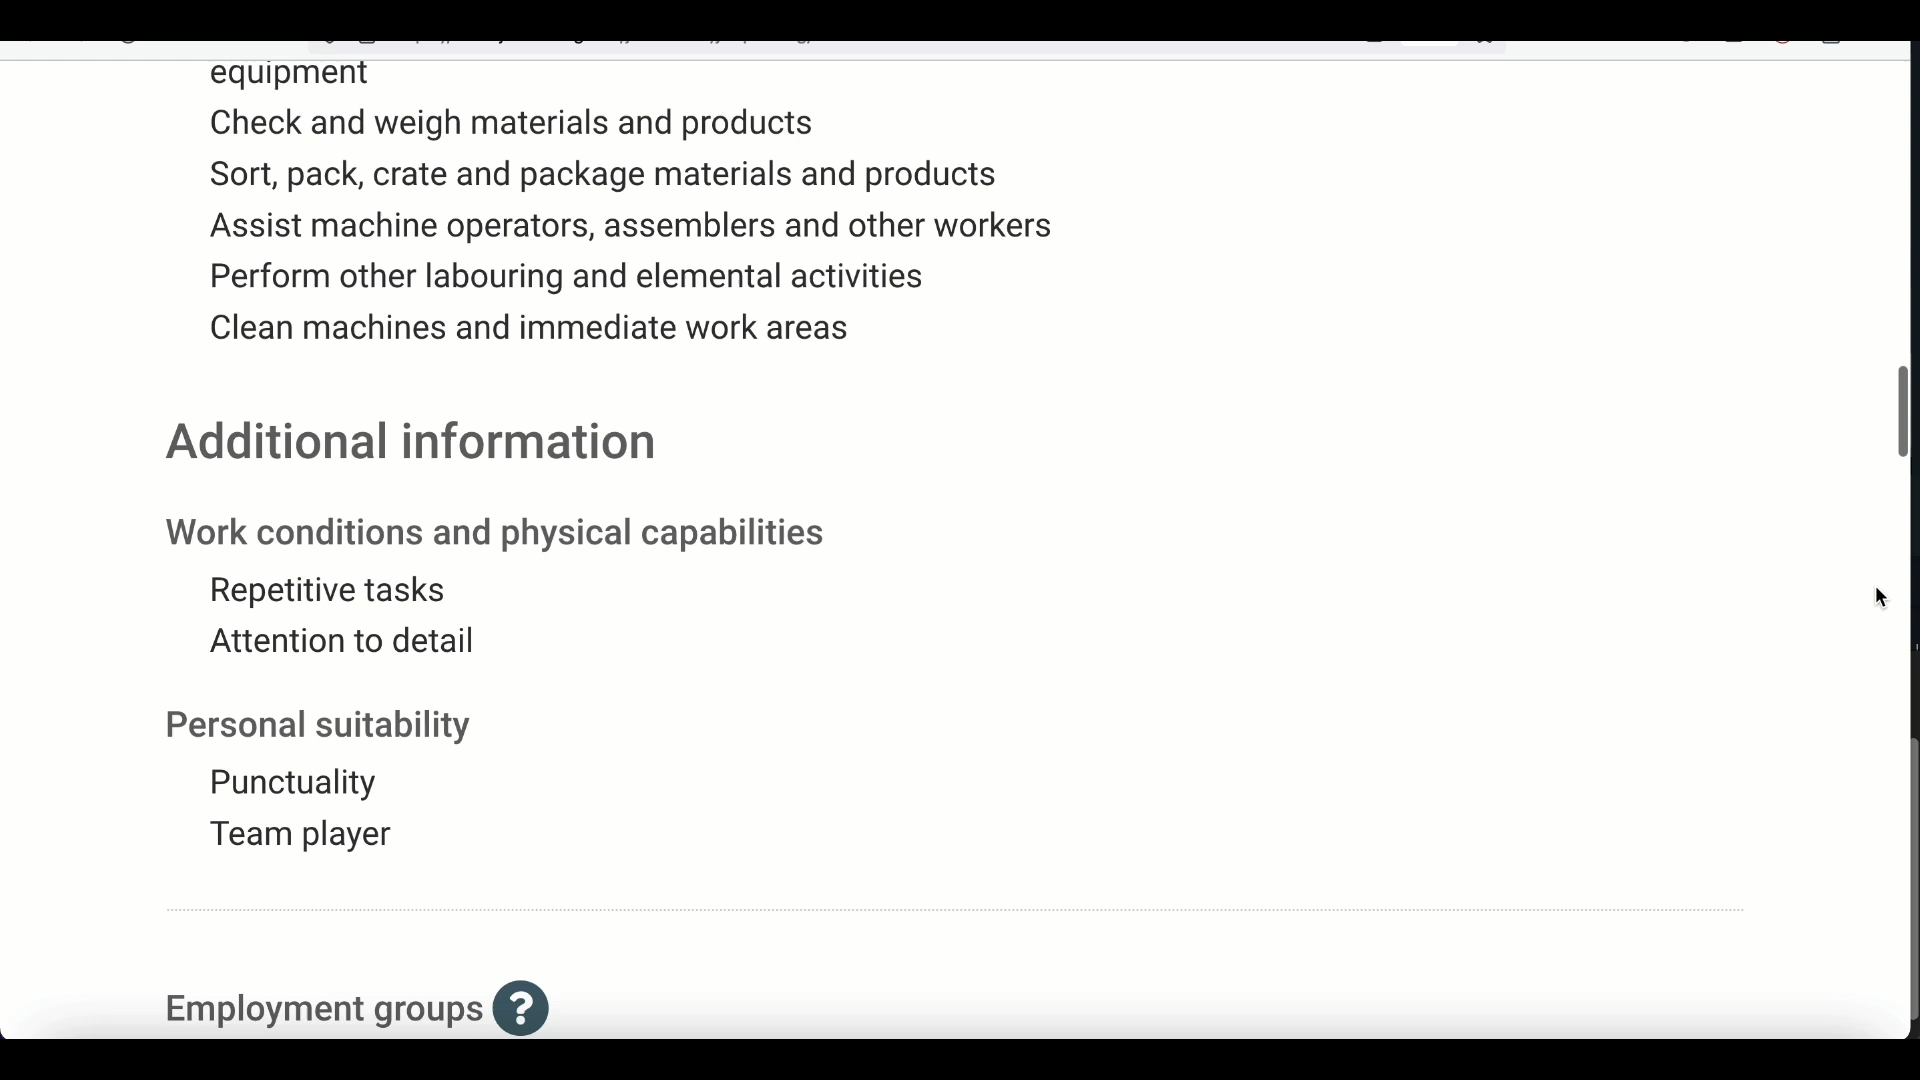 equipment
Check and weigh materials and products
Sort, pack, crate and package materials and products
Assist machine operators, assemblers and other workers
Perform other labouring and elemental activities
Clean machines and immediate work areas
Additional information
Work conditions and physical capabilities
Repetitive tasks
Attention to detail
Personal suitability
Punctuality
Team player
Employment groups ?